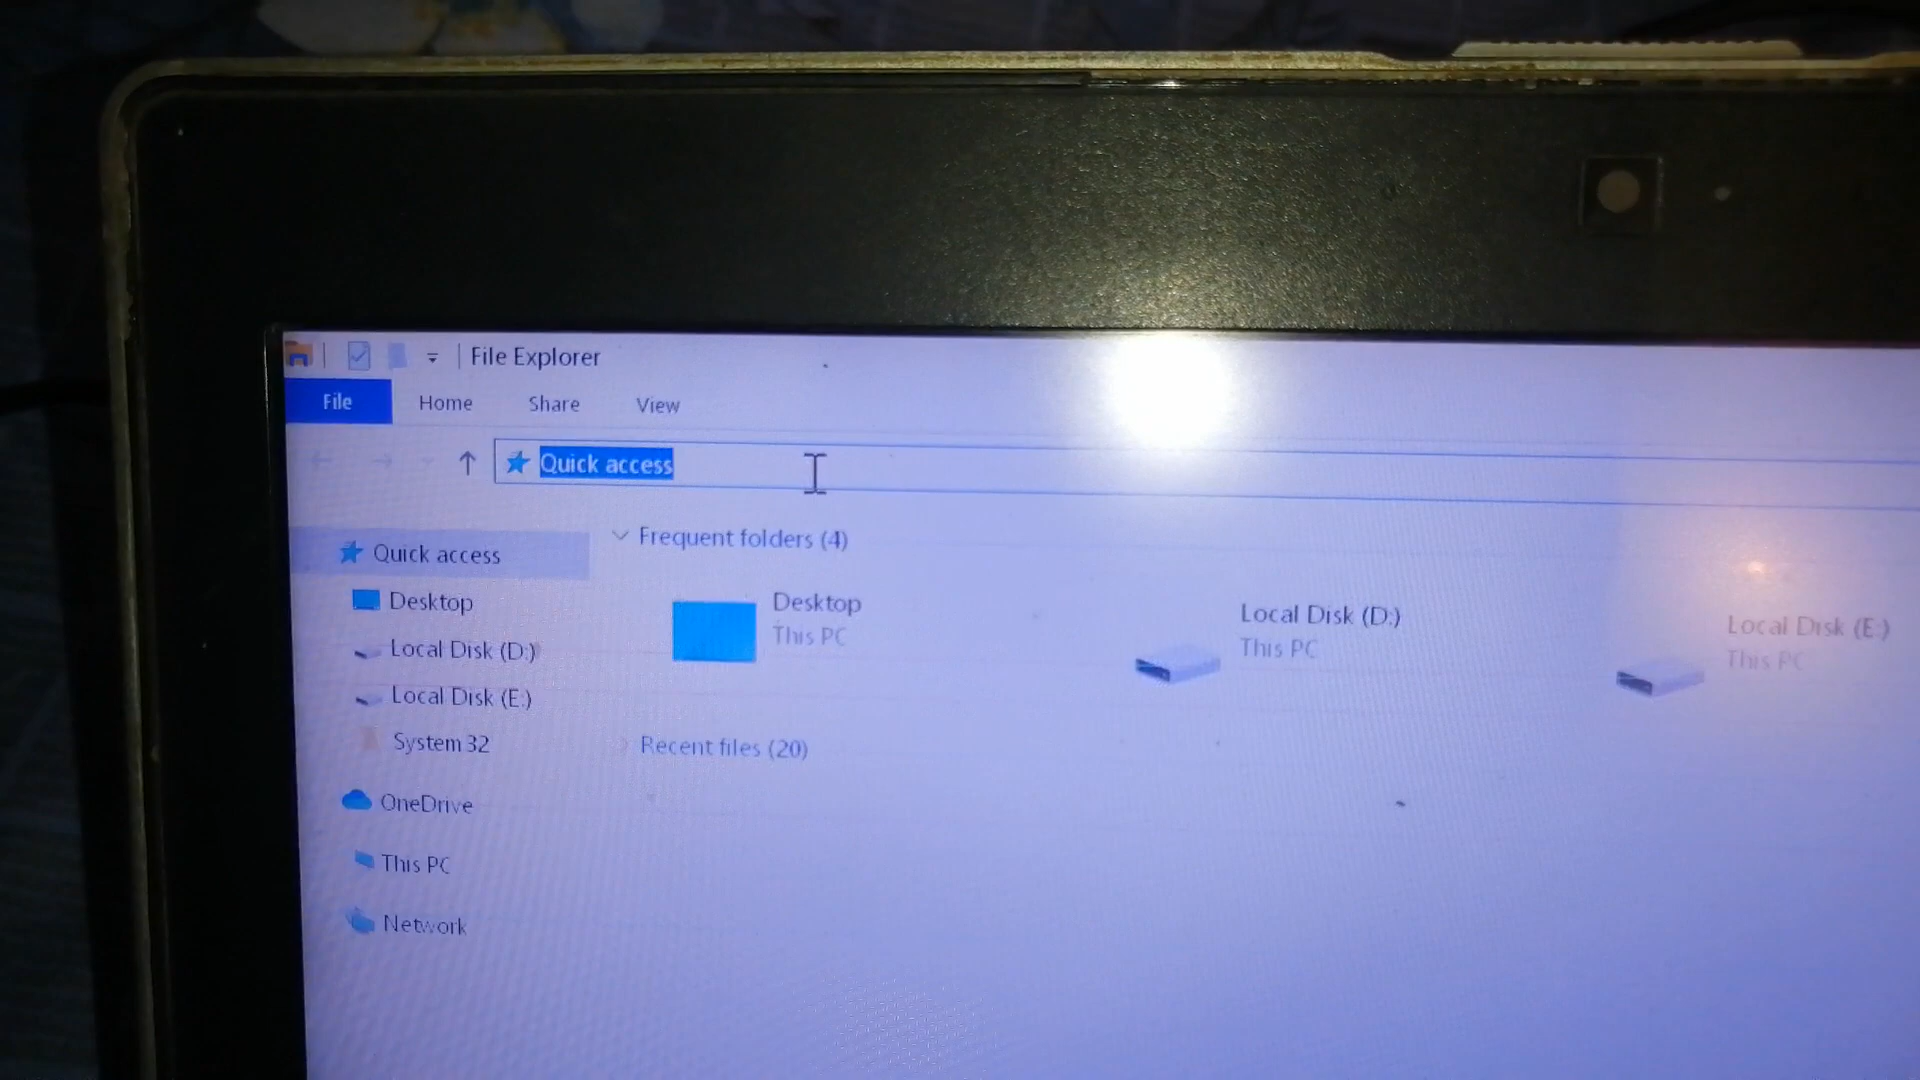 File Explorer
File Home Share View
Quick access
Quick access
Desktop
Local Disk (D:)
Local Disk (E:)
System 32
OneDrive
This PC
Network
Frequent folders (4)
Desktop
This PC
Local Disk (D:)
This PC
Local Disk (E:)
This PC
Recent files (20)